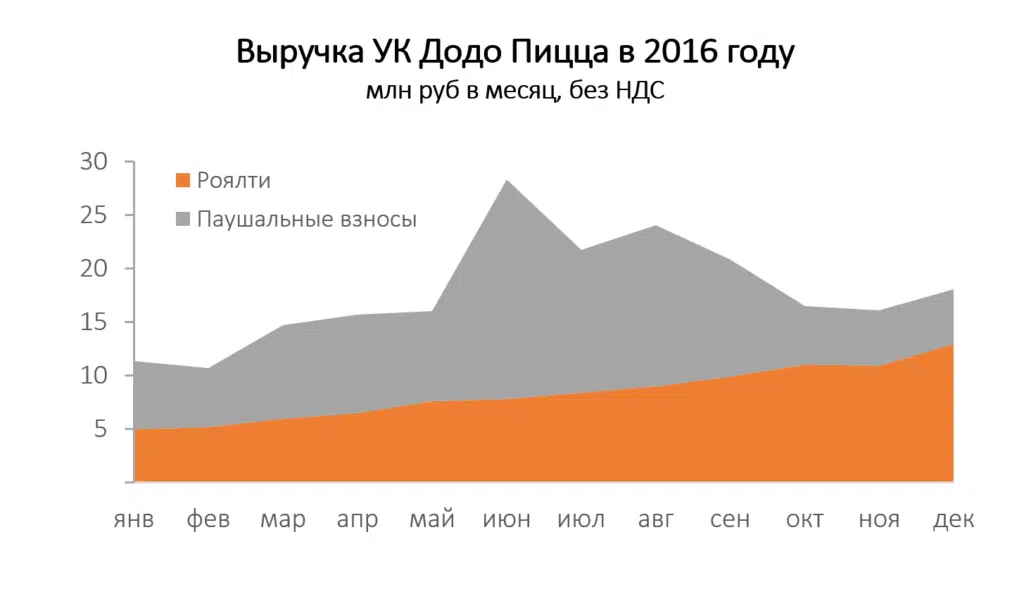 Выручка УК Додо Пицца в 2016 году
млн руб в месяц, без НДС
30
25
20
15
10
5
Роялти
Паушальные взносы
янв фев мар апр май июн июл авг сен окт ноя дек